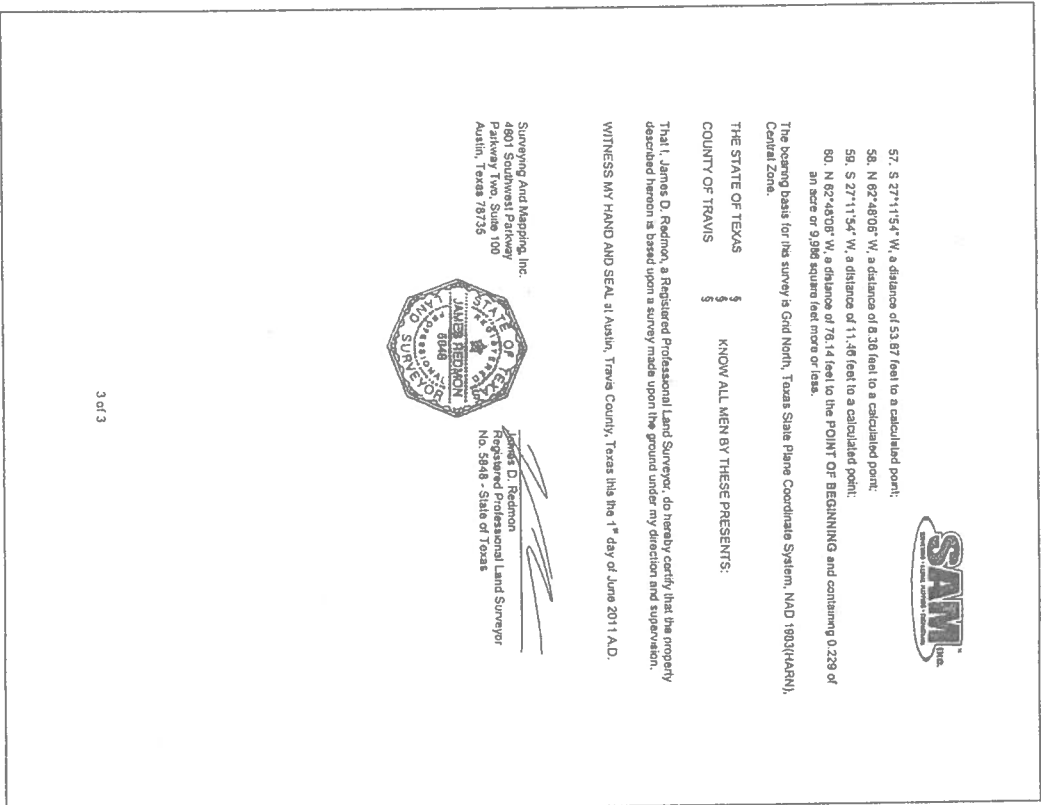 SAM INC.
57. S 27°11'54" W, a distance of 53.87 feet to a calculated point;
58. N 62°48'06" W, a distance of 8.36 feet to a calculated point;
59. S 27°11'54" W, a distance of 11.46 feet to a calculated point;
60. N 62°48'06" W, a distance of 76.14 feet to the POINT OF BEGINNING and containing 0.229 of
an acre or 9,986 square feet more or less.
The bearing basis for this survey is Grid North, Texas State Plane Coordinate System, NAD 1983(HARN),
Central Zone.
THE STATE OF TEXAS §
§ KNOW ALL MEN BY THESE PRESENTS:
COUNTY OF TRAVIS §
That I, James D. Redmon, a Registered Professional Land Surveyor, do hereby certify that the property
described hereon is based upon a survey made upon the ground under my direction and supervision.
WITNESS MY HAND AND SEAL at Austin, Travis County, Texas this the 1st day of June 2011 A.D.
Surveying And Mapping, Inc.
4801 Southwest Parkway
Parkway Two, Suite 100
Austin, Texas 78735
STATE OF TEXAS
REGISTERED
JAMES REDMON
5848
PROFESSIONAL
LAND SURVEYOR
James D. Redmon
Registered Professional Land Surveyor
No. 5848 - State of Texas
3 of 3